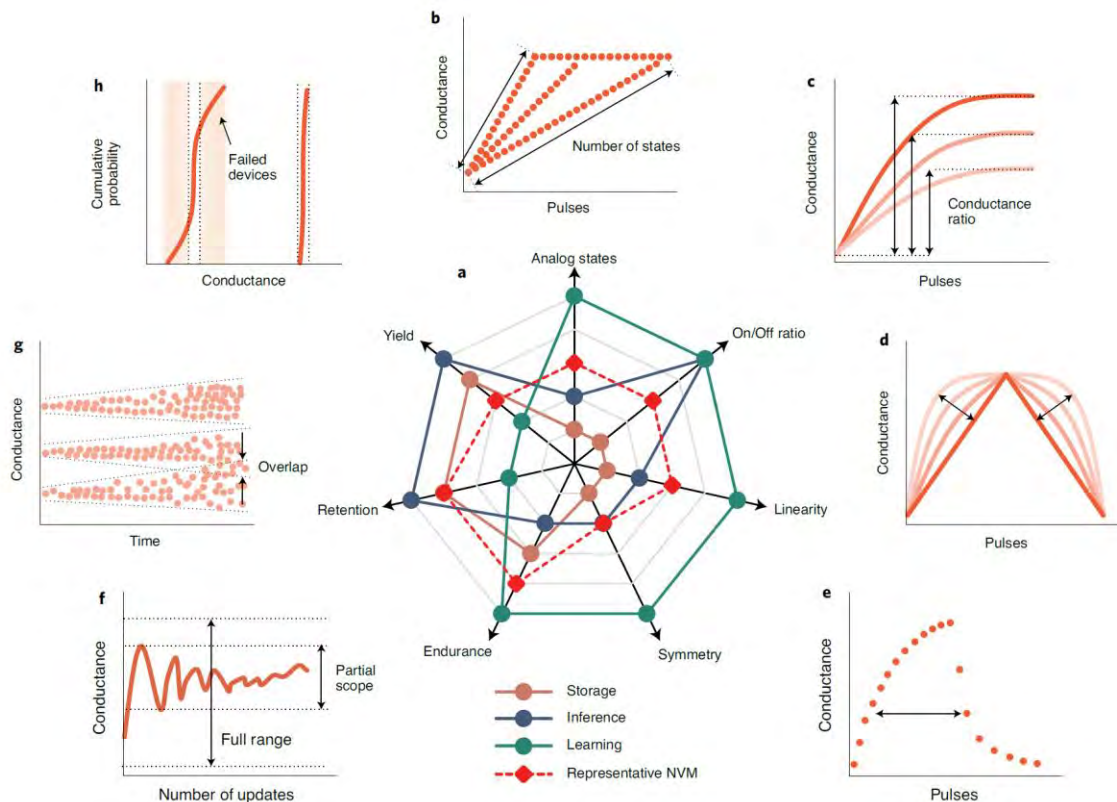 b
Conductance
Number of states
Pulses
h
Cumulative
probability
Failed
devices
Conductance
c
Conductance
Conductance
ratio
Pulses
a
Analog states
Yield
On/Off ratio
Retention
Linearity
Endurance
Symmetry
g
Conductance
Overlap
Time
d
Conductance
Pulses
f
Conductance
Partial
scope
Full range
Number of updates
Storage
Inference
Learning
Representative NVM
e
Conductance
Pulses